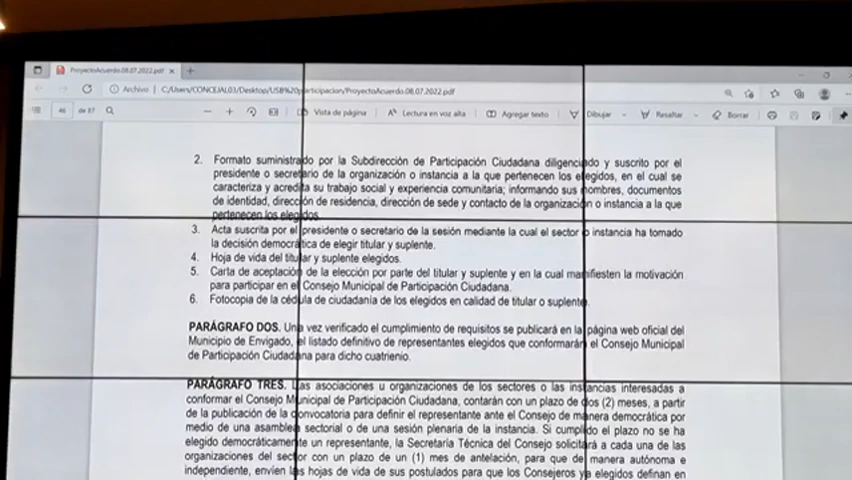 ProyectoAcuerdo.08.07.2022.pdf
Archivo | C:/Users/CONCEJAL03/Desktop/USB%20participacion/ProyectoAcuerdo.08.07.2022.pdf
46 de 87 Vista de página Lectura en voz alta Agregar texto Dibujar Resaltar Borrar
2. Formato suministrado por la Subdirección de Participación Ciudadana diligenciado y suscrito por el
presidente o secretario de la organización o instancia a la que pertenecen los elegidos, en el cual se
caracteriza y acredita su trabajo social y experiencia comunitaria; informando sus nombres, documentos
de identidad, dirección de residencia, dirección de sede y contacto de la organización o instancia a la que
pertenecen los elegidos.
3. Acta suscrita por el presidente o secretario de la sesión mediante la cual el sector o instancia ha tomado
la decisión democrática de elegir titular y suplente.
4. Hoja de vida del titular y suplente elegidos.
5. Carta de aceptación de la elección por parte del titular y suplente y en la cual manifiesten la motivación
para participar en el Consejo Municipal de Participación Ciudadana.
6. Fotocopia de la cédula de ciudadanía de los elegidos en calidad de titular o suplente.
PARÁGRAFO DOS. Una vez verificado el cumplimiento de requisitos se publicará en la página web oficial del
Municipio de Envigado, el listado definitivo de representantes elegidos que conformarán el Consejo Municipal
de Participación Ciudadana para dicho cuatrienio.
PARÁGRAFO TRES. Las asociaciones u organizaciones de los sectores o las instancias interesadas a
conformar el Consejo Municipal de Participación Ciudadana, contarán con un plazo de dos (2) meses, a partir
de la publicación de la convocatoria para definir el representante ante el Consejo de manera democrática por
medio de una asamblea sectorial o de una sesión plenaria de la instancia. Si cumplido el plazo no se ha
elegido democráticamente un representante, la Secretaría Técnica del Consejo solicitará a cada una de las
organizaciones del sector con un plazo de un (1) mes de antelación, para que de manera autónoma e
independiente, envíen las hojas de vida de sus postulados para que los Consejeros ya elegidos definan en